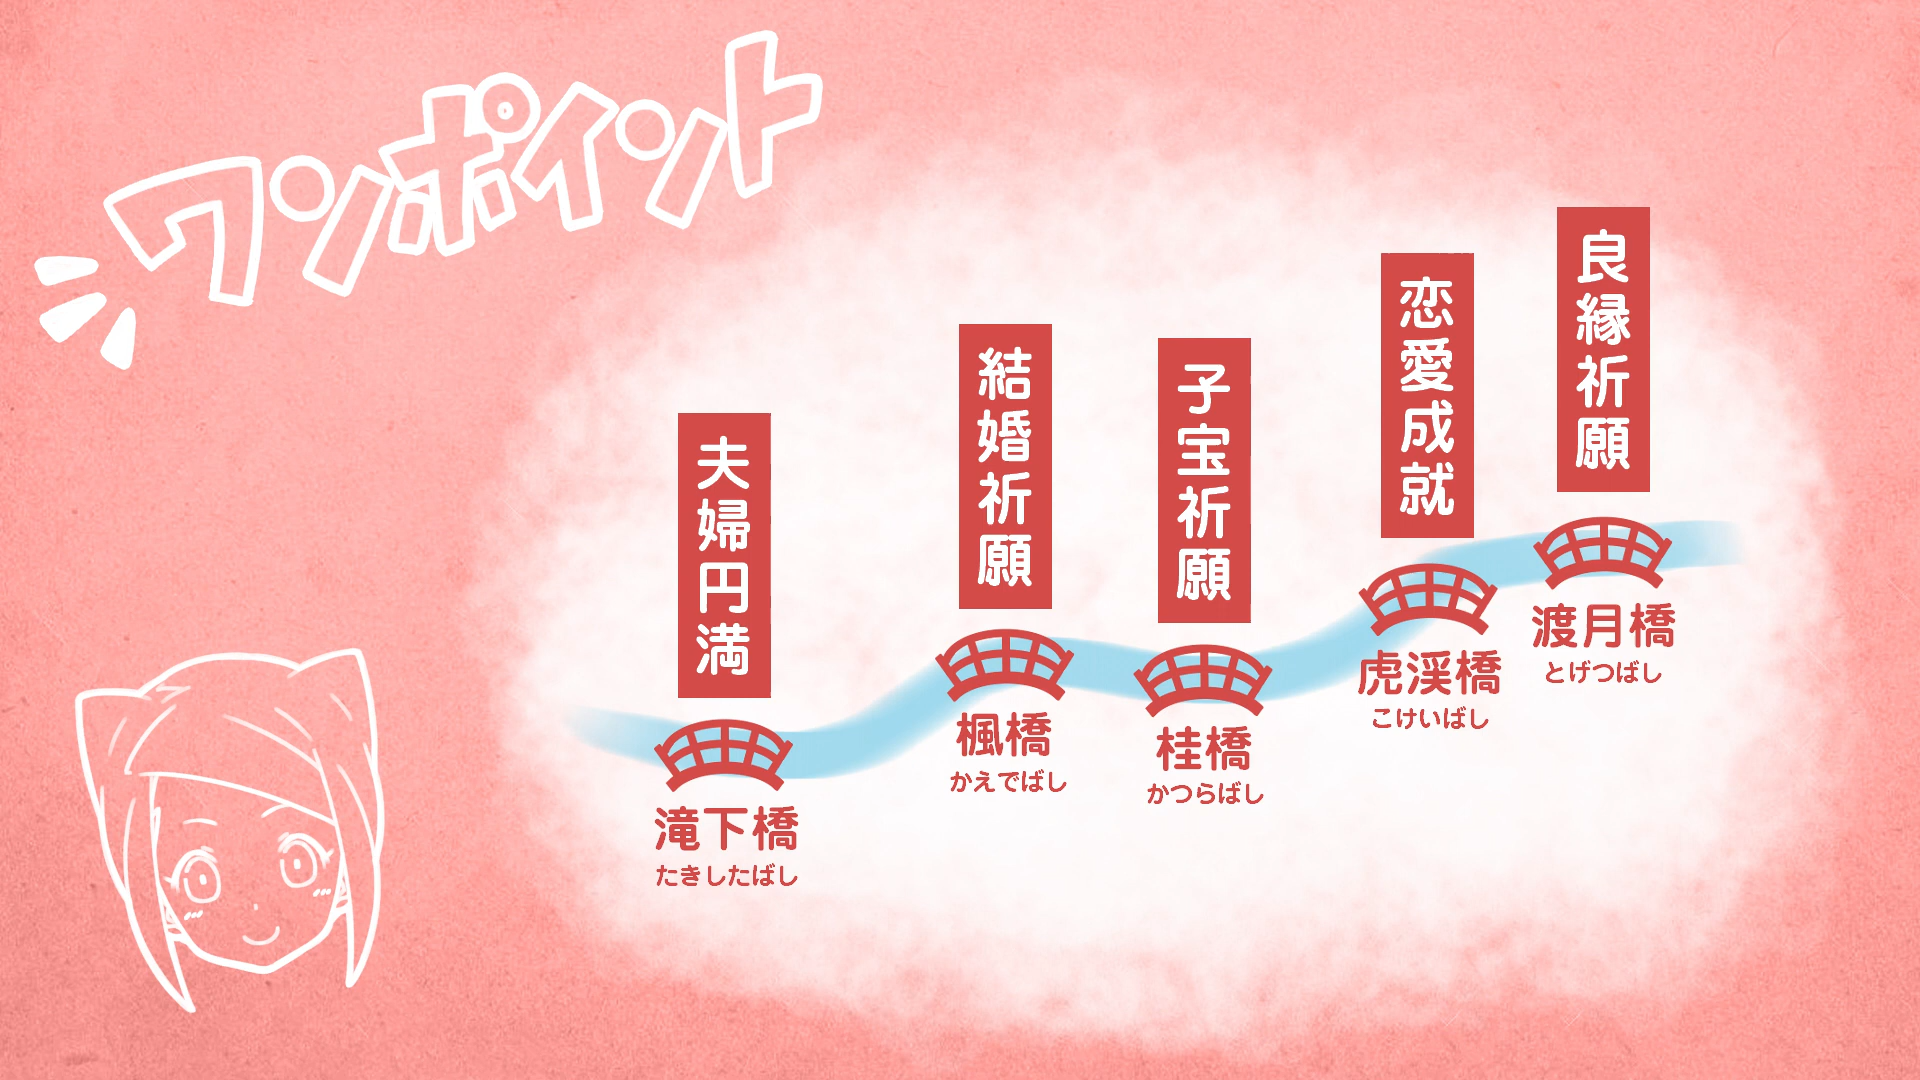 ワンポイント
夫婦円満
滝下橋
たきしたばし
結婚祈願
楓橋
かえでばし
子宝祈願
桂橋
かつらばし
恋愛成就
虎渓橋
こけいばし
良縁祈願
渡月橋
とげつばし